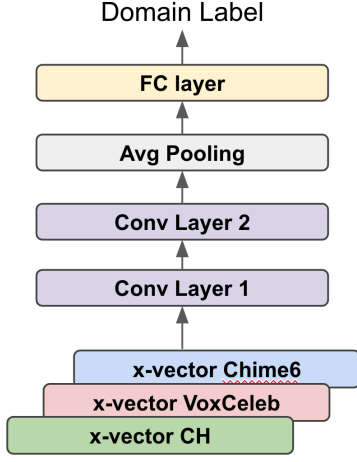 Domain Label
FC layer
Avg Pooling
Conv Layer 2
Conv Layer 1
x-vector Chime6
x-vector VoxCeleb
x-vector CH